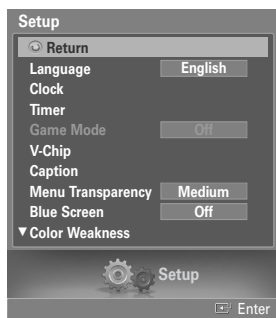 Setup
Return
Language English
Clock
Timer
Game Mode Off
V-Chip
Caption
Menu Transparency Medium
Blue Screen Off
▼ Color Weakness
Setup
Enter